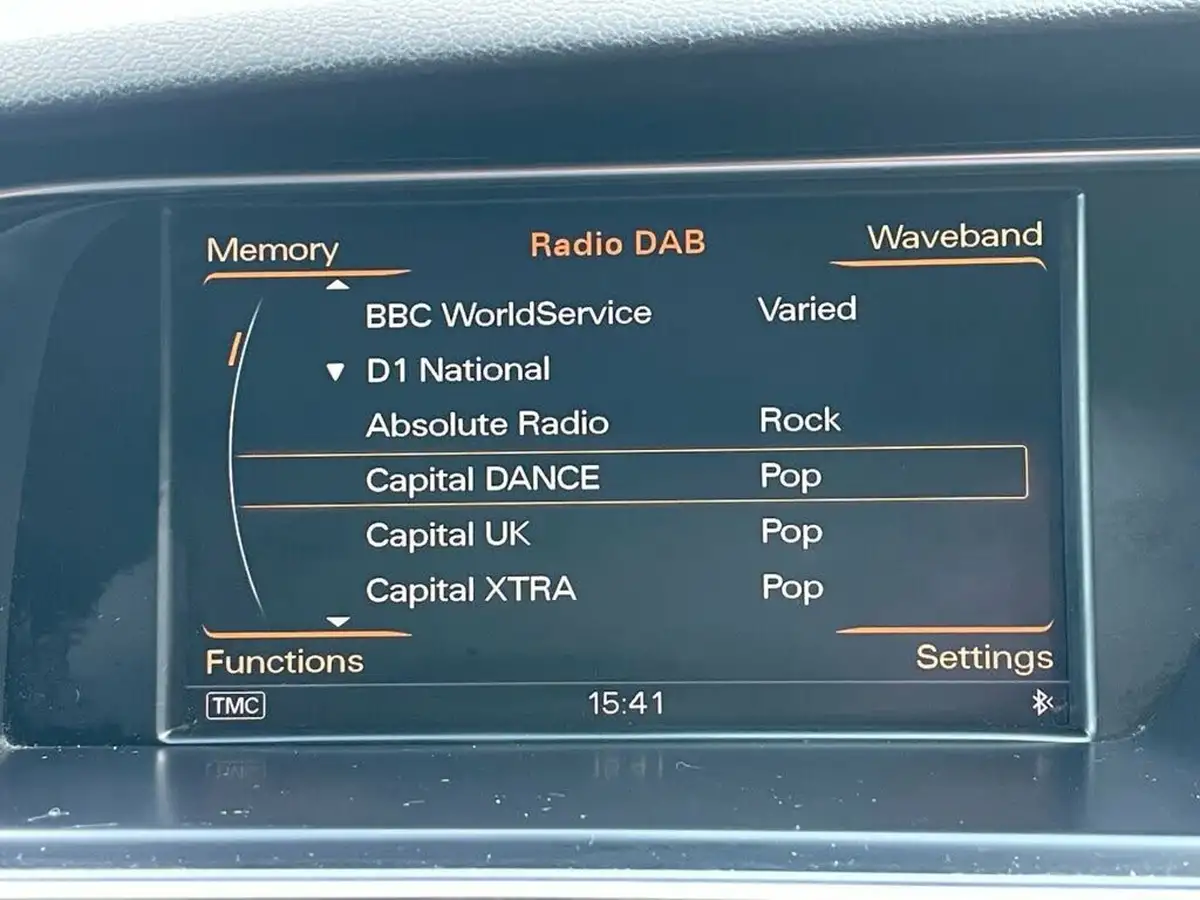 Memory Radio DAB Waveband
BBC WorldService Varied
▼ D1 National
Absolute Radio Rock
Capital DANCE Pop
Capital UK Pop
Capital XTRA Pop
Functions Settings
TMC 15:41